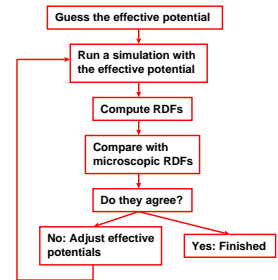 Guess the effective potential
Run a simulation with
the effective potential
Compute RDFs
Compare with
microscopic RDFs
Do they agree?
No: Adjust effective
potentials
Yes: Finished